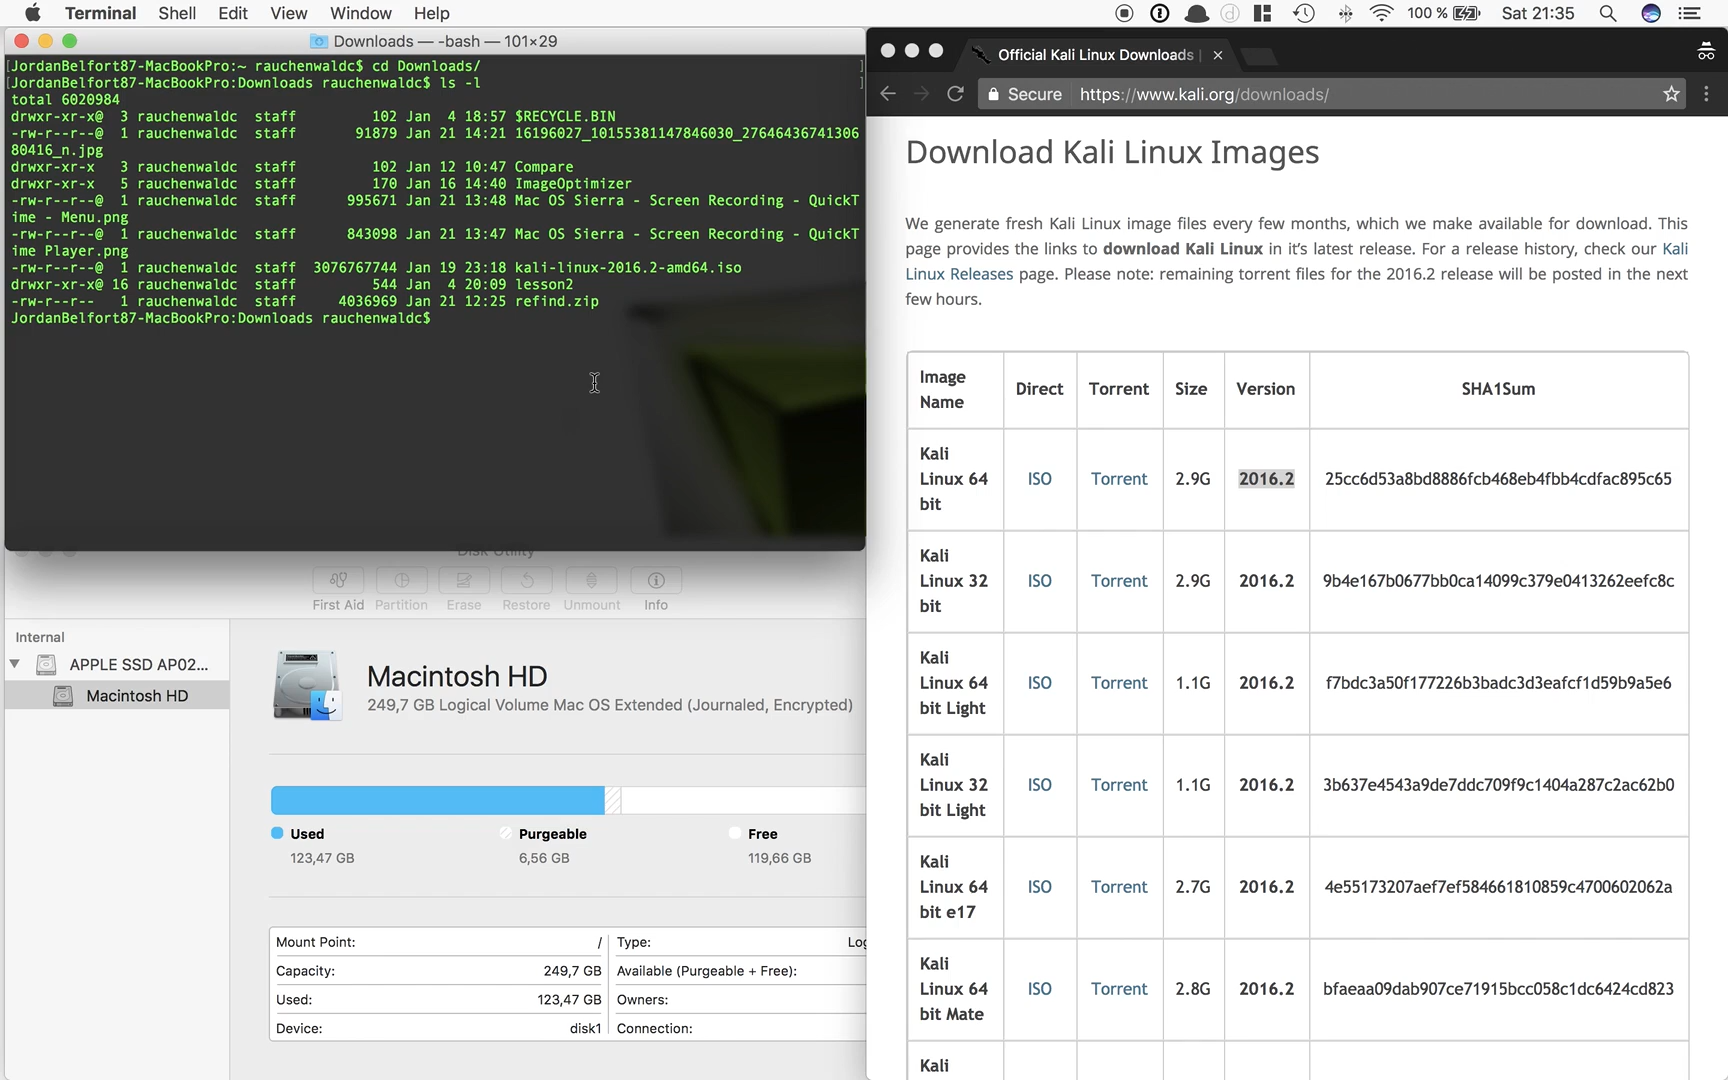 Terminal Shell Edit View Window Help
100 % Sat 21:35
Downloads — -bash — 101×29
[JordanBelfort87-MacBookPro:~ rauchenwaldc$ cd Downloads/ ]
[JordanBelfort87-MacBookPro:Downloads rauchenwaldc$ ls -l ]
total 6020984
drwxr-xr-x@ 3 rauchenwaldc staff 102 Jan 4 18:57 $RECYCLE.BIN
-rw-r--r--@ 1 rauchenwaldc staff 91879 Jan 21 14:21 16196027_10155381147846030_27646436741306
80416_n.jpg
drwxr-xr-x 3 rauchenwaldc staff 102 Jan 12 10:47 Compare
drwxr-xr-x 5 rauchenwaldc staff 170 Jan 16 14:40 ImageOptimizer
-rw-r--r--@ 1 rauchenwaldc staff 995671 Jan 21 13:48 Mac OS Sierra - Screen Recording - QuickT
ime - Menu.png
-rw-r--r--@ 1 rauchenwaldc staff 843098 Jan 21 13:47 Mac OS Sierra - Screen Recording - QuickT
ime Player.png
-rw-r--r--@ 1 rauchenwaldc staff 3076767744 Jan 19 23:18 kali-linux-2016.2-amd64.iso
drwxr-xr-x@ 16 rauchenwaldc staff 544 Jan 4 20:09 lesson2
-rw-r--r-- 1 rauchenwaldc staff 4036969 Jan 21 12:25 refind.zip
JordanBelfort87-MacBookPro:Downloads rauchenwaldc$
Disk Utility
First Aid Partition Erase Restore Unmount Info
Internal
APPLE SSD AP02...
Macintosh HD
Macintosh HD
249,7 GB Logical Volume Mac OS Extended (Journaled, Encrypted)
Used Purgeable Free
123,47 GB 6,56 GB 119,66 GB
Mount Point: / Type: Log
Capacity: 249,7 GB Available (Purgeable + Free):
Used: 123,47 GB Owners:
Device: disk1 Connection:
Official Kali Linux Downloads |
Secure https://www.kali.org/downloads/
Download Kali Linux Images
We generate fresh Kali Linux image files every few months, which we make available for download. This
page provides the links to download Kali Linux in it’s latest release. For a release history, check our Kali
Linux Releases page. Please note: remaining torrent files for the 2016.2 release will be posted in the next
few hours.
Image
Name
Direct Torrent Size Version SHA1Sum
Kali
Linux 64
bit
ISO Torrent 2.9G 2016.2 25cc6d53a8bd8886fcb468eb4fbb4cdfac895c65
Kali
Linux 32
bit
ISO Torrent 2.9G 2016.2 9b4e167b0677bb0ca14099c379e0413262eefc8c
Kali
Linux 64
bit Light
ISO Torrent 1.1G 2016.2 f7bdc3a50f177226b3badc3d3eafcf1d59b9a5e6
Kali
Linux 32
bit Light
ISO Torrent 1.1G 2016.2 3b637e4543a9de7ddc709f9c1404a287c2ac62b0
Kali
Linux 64
bit e17
ISO Torrent 2.7G 2016.2 4e55173207aef7ef584661810859c4700602062a
Kali
Linux 64
bit Mate
ISO Torrent 2.8G 2016.2 bfaeaa09dab907ce71915bcc058c1dc6424cd823
Kali